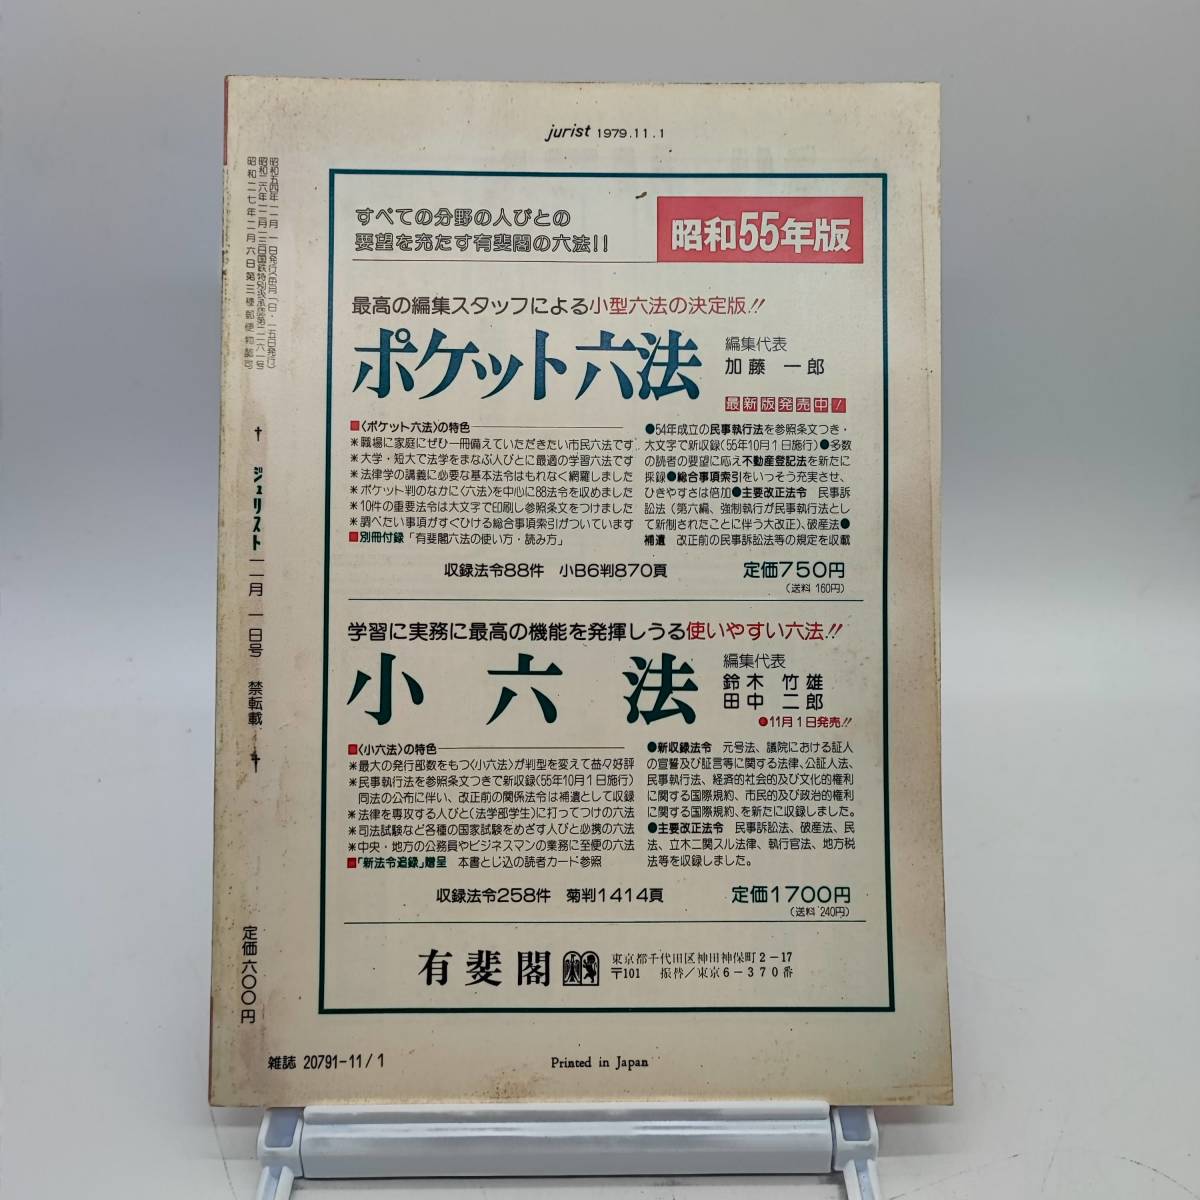 jurist 1979.11.1
すべての分野の人びとの
要望を充たす有斐閣の六法!!
昭和55年版
最高の編集スタッフによる小型六法の決定版!!
ポケット六法
編集代表
加藤 一郎
最新版発売中!
■〈ポケット六法〉の特色
＊職場に家庭にぜひ一冊備えていただきたい市民六法です
＊大学・短大で法学をまなぶ人びとに最適の学習六法です
＊法律学の講義に必要な基本法令はもれなく網羅しました
＊ポケット判のなかに〈六法〉を中心に88法令を収めました
＊10件の重要法令は大文字で印刷し参照条文をつけました
＊調べたい事項がすぐひける総合事項索引がついています
■別冊付録「有斐閣六法の使い方・読み方」
●54年成立の民事執行法を参照条文つき・
大文字で新収録(55年10月1日施行)●多数
の読者の要望に応え不動産登記法を新たに
採録●総合事項索引をいっそう充実させ、
ひきやすさは倍加●主要改正法令 民事訴
訟法（第六編、強制執行が民事執行法とし
て新制されたことに伴う大改正)、破産法●
補遺 改正前の民事訴訟法等の規定を収載
収録法令88件 小B6判870頁
定価750円
(送料 160円)
学習に実務に最高の機能を発揮しうる使いやすい六法!!
小六法
編集代表
鈴木 竹雄
田中 二郎
●11月1日発売!!
■〈小六法〉の特色
＊最大の発行部数をもつ〈小六法〉が判型を変えて益々好評
＊民事執行法を参照条文つきで新収録(55年10月1日施行)
同法の公布に伴い、改正前の関係法令は補遺として収録
＊法律を専攻する人びと(法学部学生)に打ってつけの六法
＊司法試験など各種の国家試験をめざす人びと必携の六法
＊中央・地方の公務員やビジネスマンの業務に至便の六法
■「新法令追録」贈呈 本書とじ込の読者カード参照
●新収録法令 元号法、議院における証人
の宣誓及び証言等に関する法律、公証人法、
民事執行法、経済的社会的及び文化的権利
に関する国際規約、市民的及び政治的権利
に関する国際規約、を新たに収録しました。
●主要改正法令 民事訴訟法、破産法、民
法、立木ニ関スル法律、執行官法、地方税
法等を収録しました。
収録法令258件 菊判1414頁
定価1700円
(送料 240円)
有斐閣
東京都千代田区神田神保町2-17
〒101 振替／東京6-370番
昭和五四年一一月一日発行(毎月一日・一五日発行)
昭和二七年二月六日第三種郵便物認可
† ジュリスト 一一月一日号 禁転載 †
定価六〇〇円
雑誌 20791-11/1
Printed in Japan